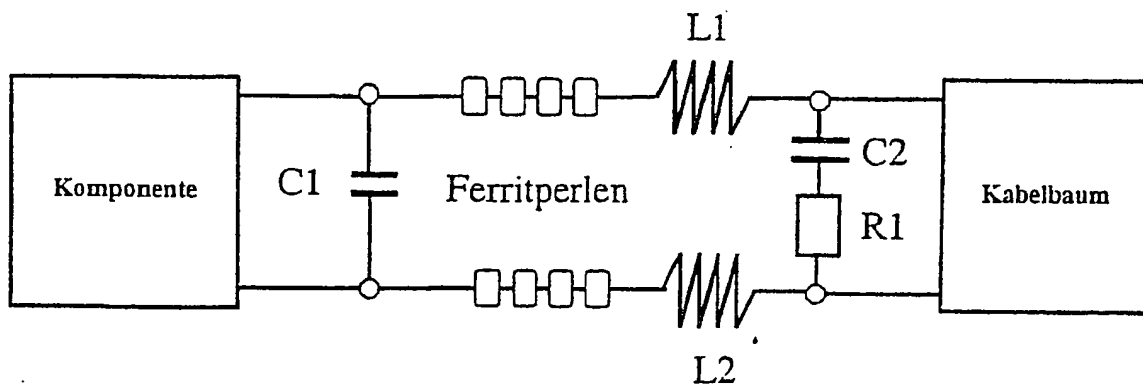 L1
Komponente
C1
Ferritperlen
C2
R1
Kabelbaum
L2